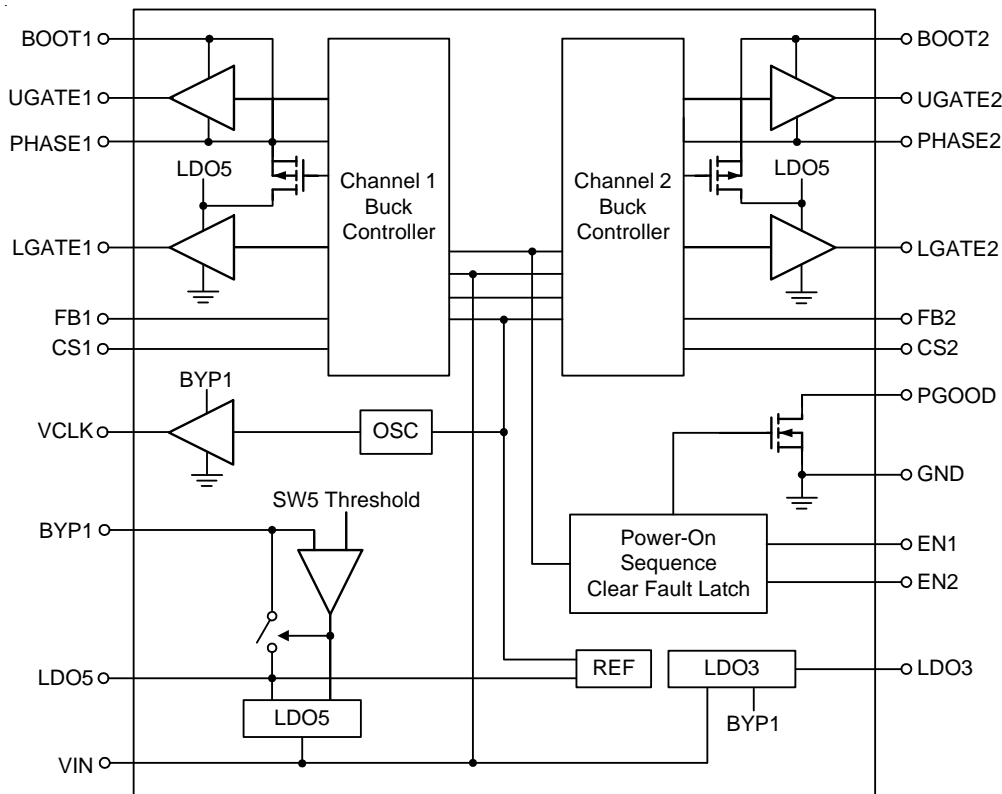 BOOT1
BOOT2
UGATE1
UGATE2
PHASE1
PHASE2
LDO5
LDO5
Channel 1
Buck
Controller
Channel 2
Buck
Controller
LGATE1
LGATE2
FB1
FB2
CS1
CS2
BYP1
PGOOD
VCLK
OSC
GND
SW5 Threshold
BYP1
Power-On
Sequence
Clear Fault Latch
EN1
EN2
LDO5
REF
LDO3
LDO3
LDO5
BYP1
VIN